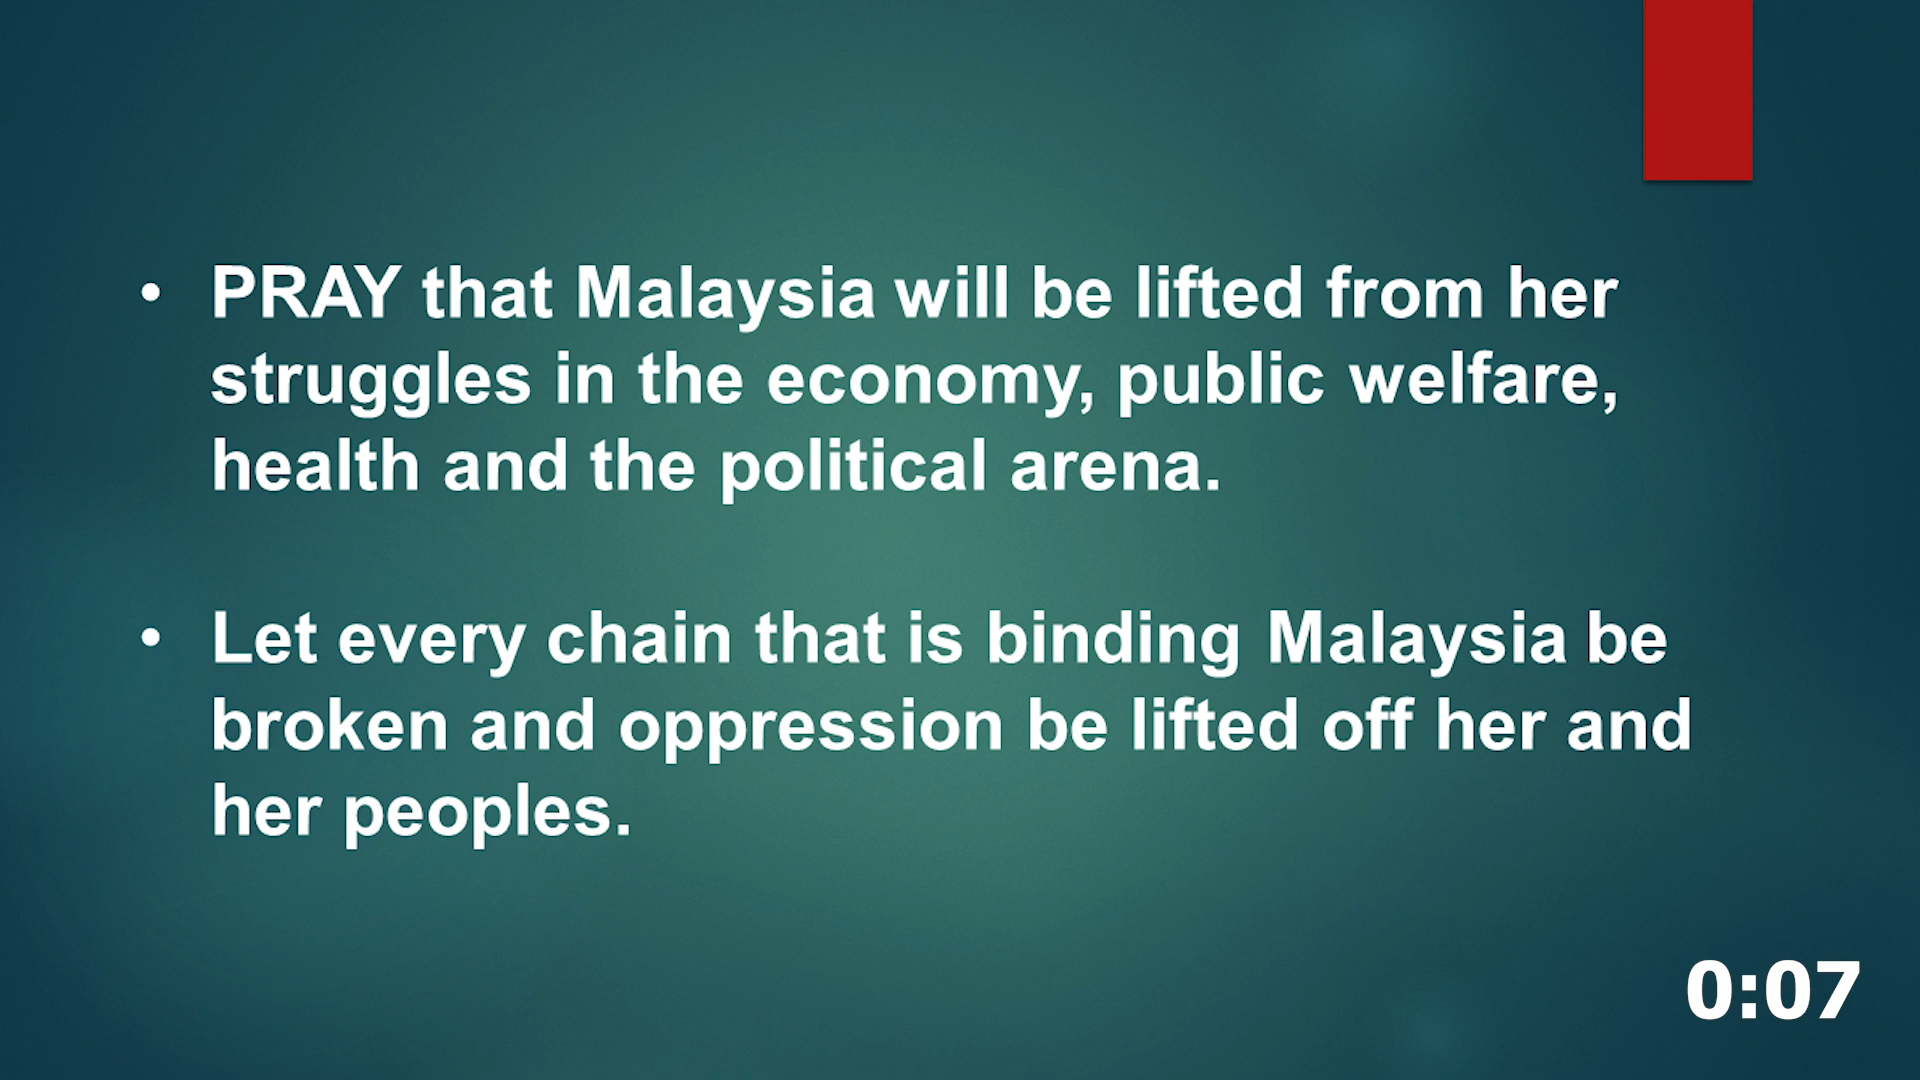 • PRAY that Malaysia will be lifted from her
struggles in the economy, public welfare,
health and the political arena.
• Let every chain that is binding Malaysia be
broken and oppression be lifted off her and
her peoples.
0:07